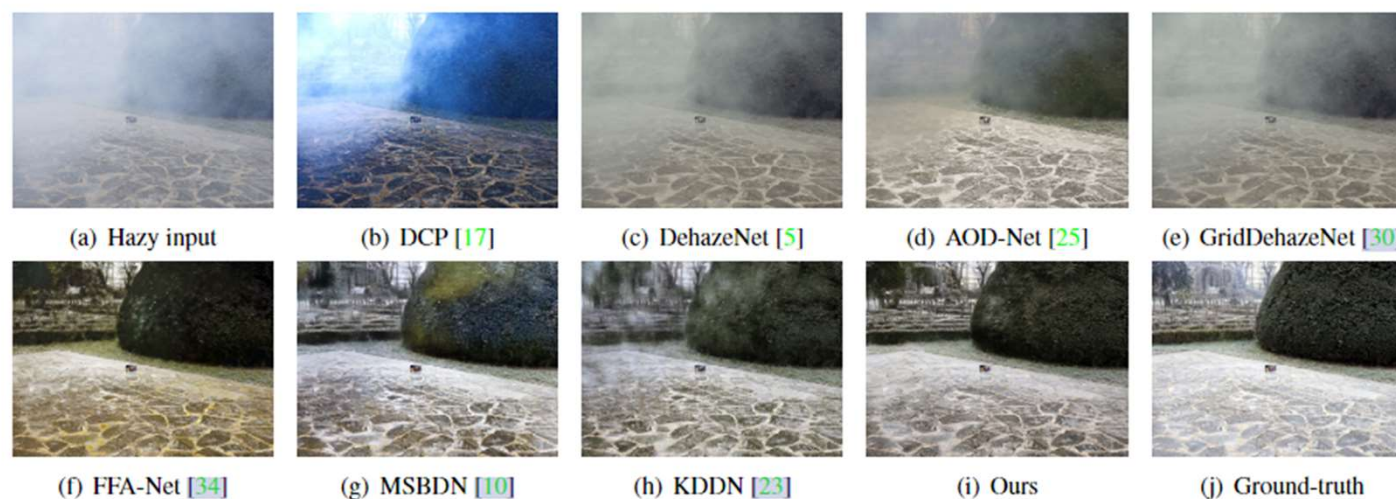 (a) Hazy input (b) DCP [17] (c) DehazeNet [5] (d) AOD-Net [25] (e) GridDehazeNet [30]
(f) FFA-Net [34] (g) MSBDN [10] (h) KDDN [23] (i) Ours (j) Ground-truth